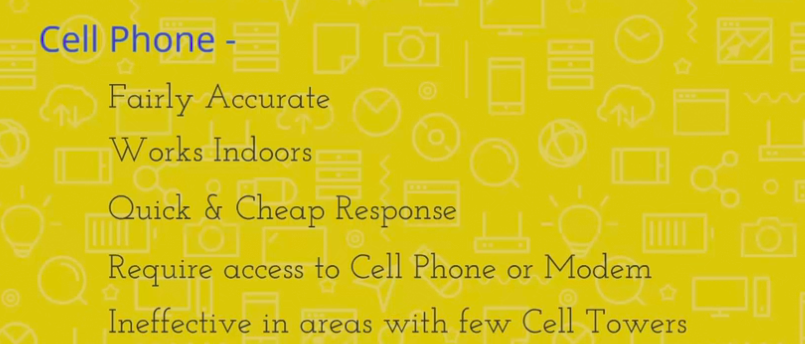 Cell Phone -
Fairly Accurate
Works Indoors
Quick & Cheap Response
Require access to Cell Phone or Modem
Ineffective in areas with few Cell Towers